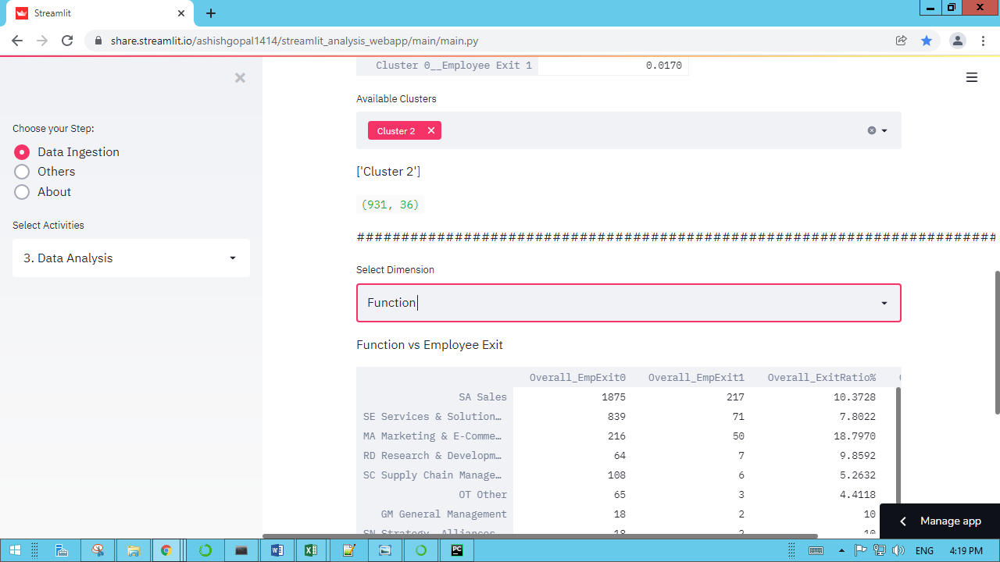 Streamlit
share.streamlit.io/ashishgopal1414/streamlit_analysis_webapp/main/main.py
Choose your Step:
Data Ingestion
Others
About
Select Activities
3. Data Analysis
Cluster 0__Employee Exit 1 0.0170
Available Clusters
Cluster 2
['Cluster 2']
(931, 36)
########################################################################
Select Dimension
Function
Function vs Employee Exit
Overall_EmpExit0 Overall_EmpExit1 Overall_ExitRatio%
SA Sales 1875 217 10.3728
SE Services & Solution… 839 71 7.8022
MA Marketing & E-Comme… 216 50 18.7970
RD Research & Developm… 64 7 9.8592
SC Supply Chain Manage… 108 6 5.2632
OT Other 65 3 4.4118
GM General Management 18 2 10
SN Strategy, Alliances… 18 2 10
Manage app
ENG 4:19 PM